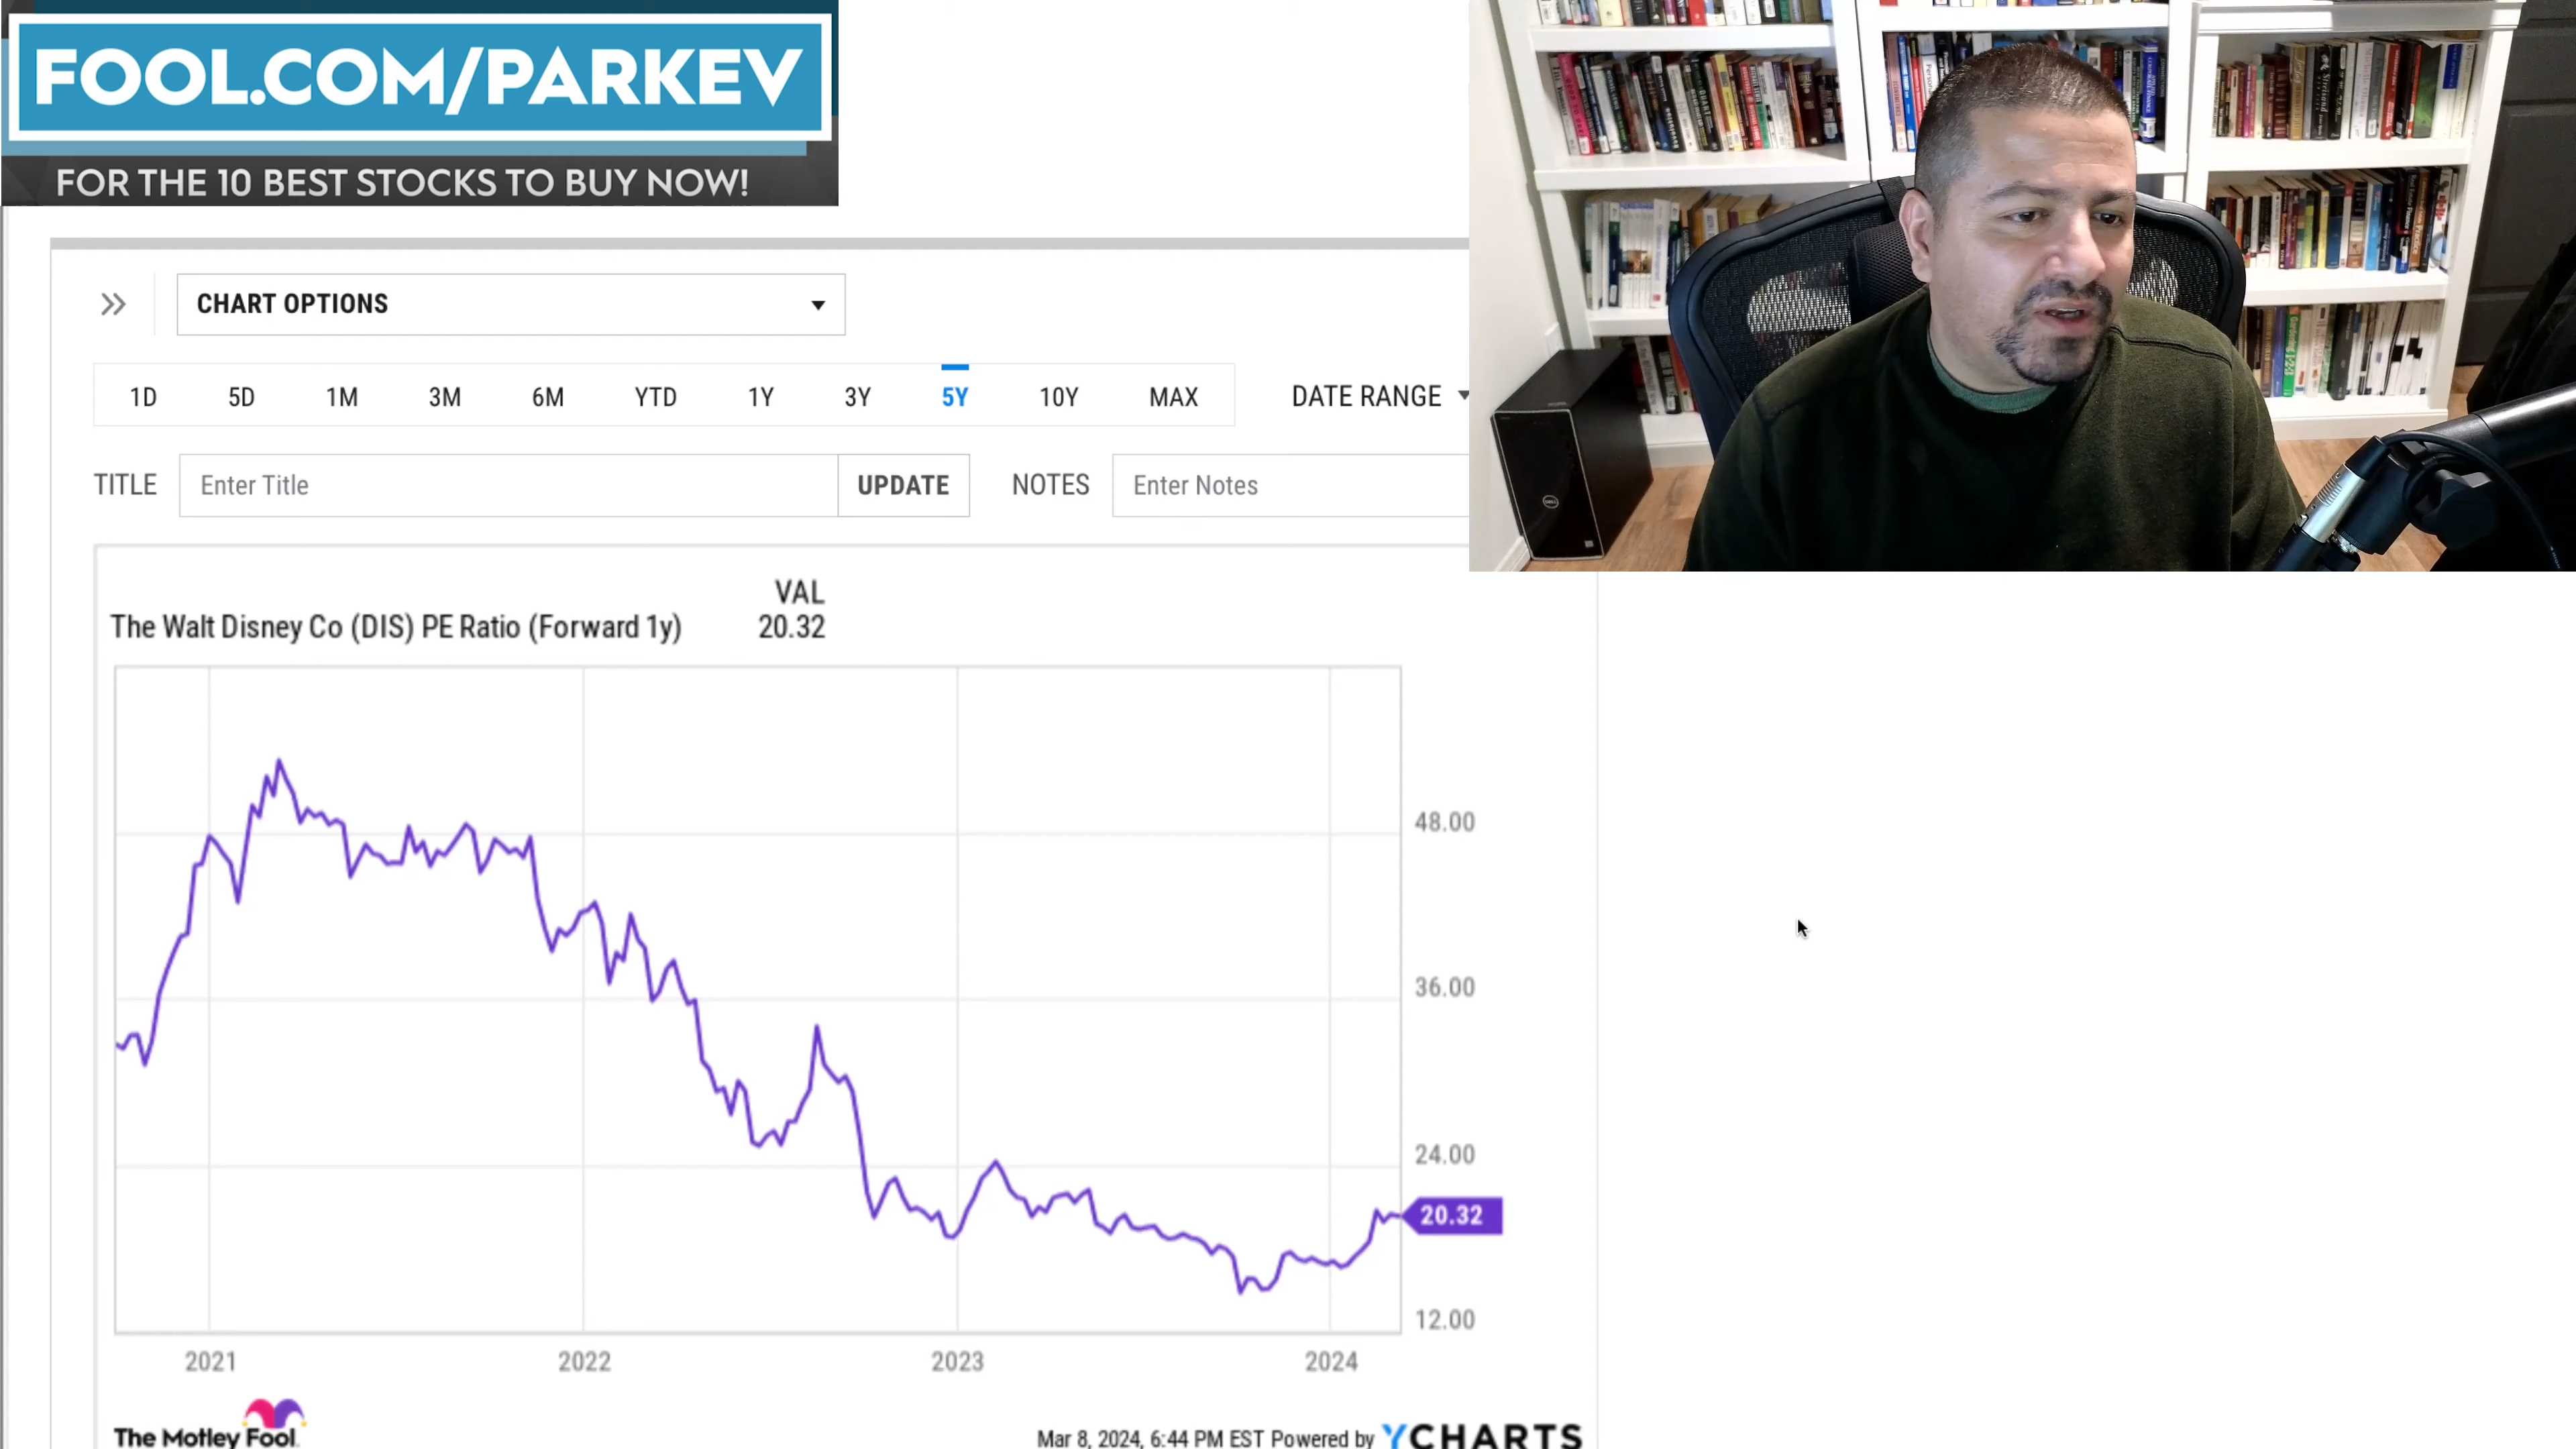 FOOL.COM/PARKEV
FOR THE 10 BEST STOCKS TO BUY NOW!
CHART OPTIONS
1D 5D 1M 3M 6M YTD 1Y 3Y 5Y 10Y MAX DATE RANGE
TITLE Enter Title UPDATE NOTES Enter Notes
VAL
The Walt Disney Co (DIS) PE Ratio (Forward 1y) 20.32
48.00
36.00
24.00
20.32
12.00
2021 2022 2023 2024
The Motley Fool
Mar 8, 2024, 6:44 PM EST Powered by YCHARTS
DELL